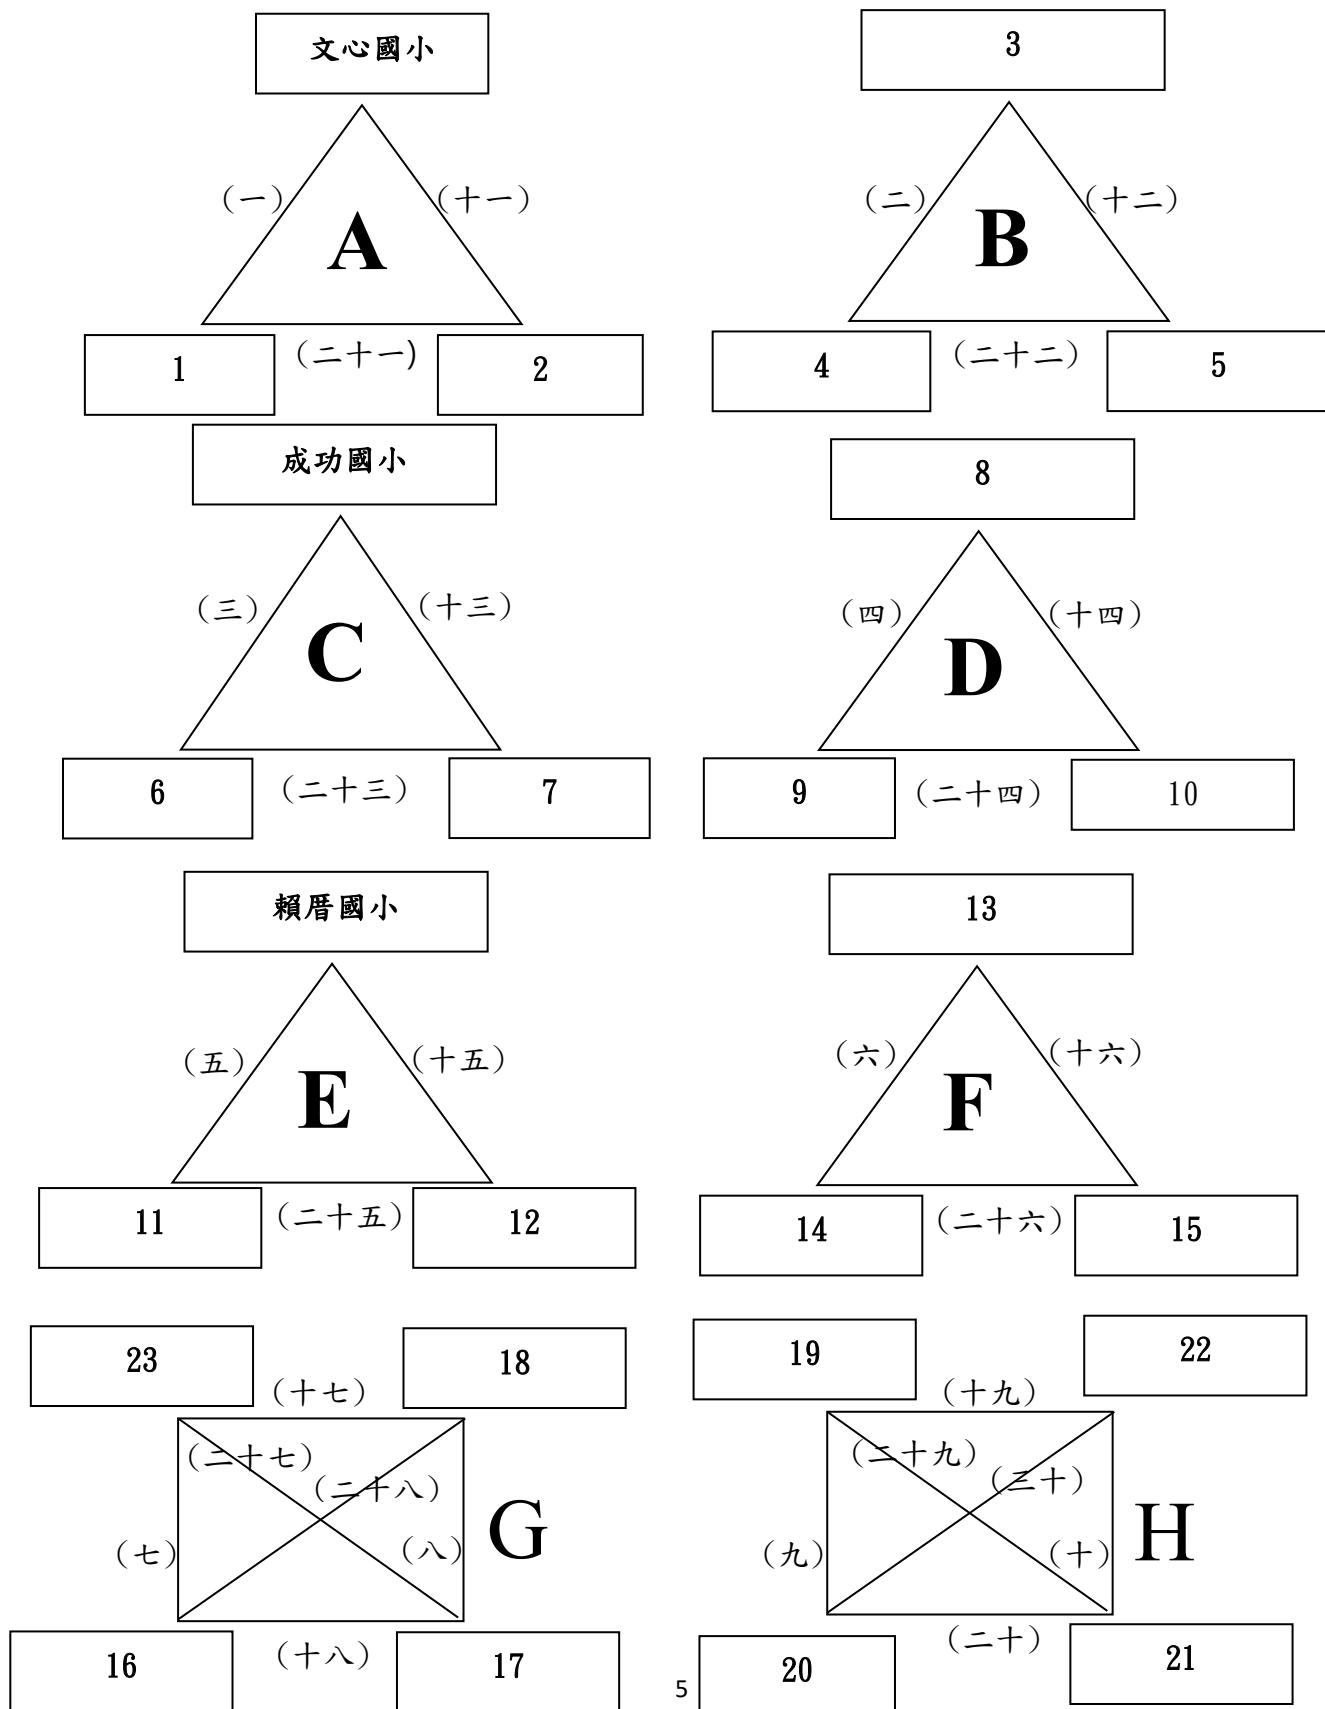 文心國小
3
(一)
(十一)
A
(二)
(十二)
B
1
(二十一)
2
4
(二十二)
5
成功國小
8
(三)
(十三)
C
(四)
(十四)
D
6
(二十三)
7
9
(二十四)
10
賴厝國小
13
(五)
(十五)
E
(六)
(十六)
F
11
(二十五)
12
14
(二十六)
15
23
(十七)
18
(二十七)
(二十八)
(七)
(八)
G
16
(十八)
17
19
(十九)
22
(二十九)
(三十)
(九)
(十)
H
20
(二十)
21
5